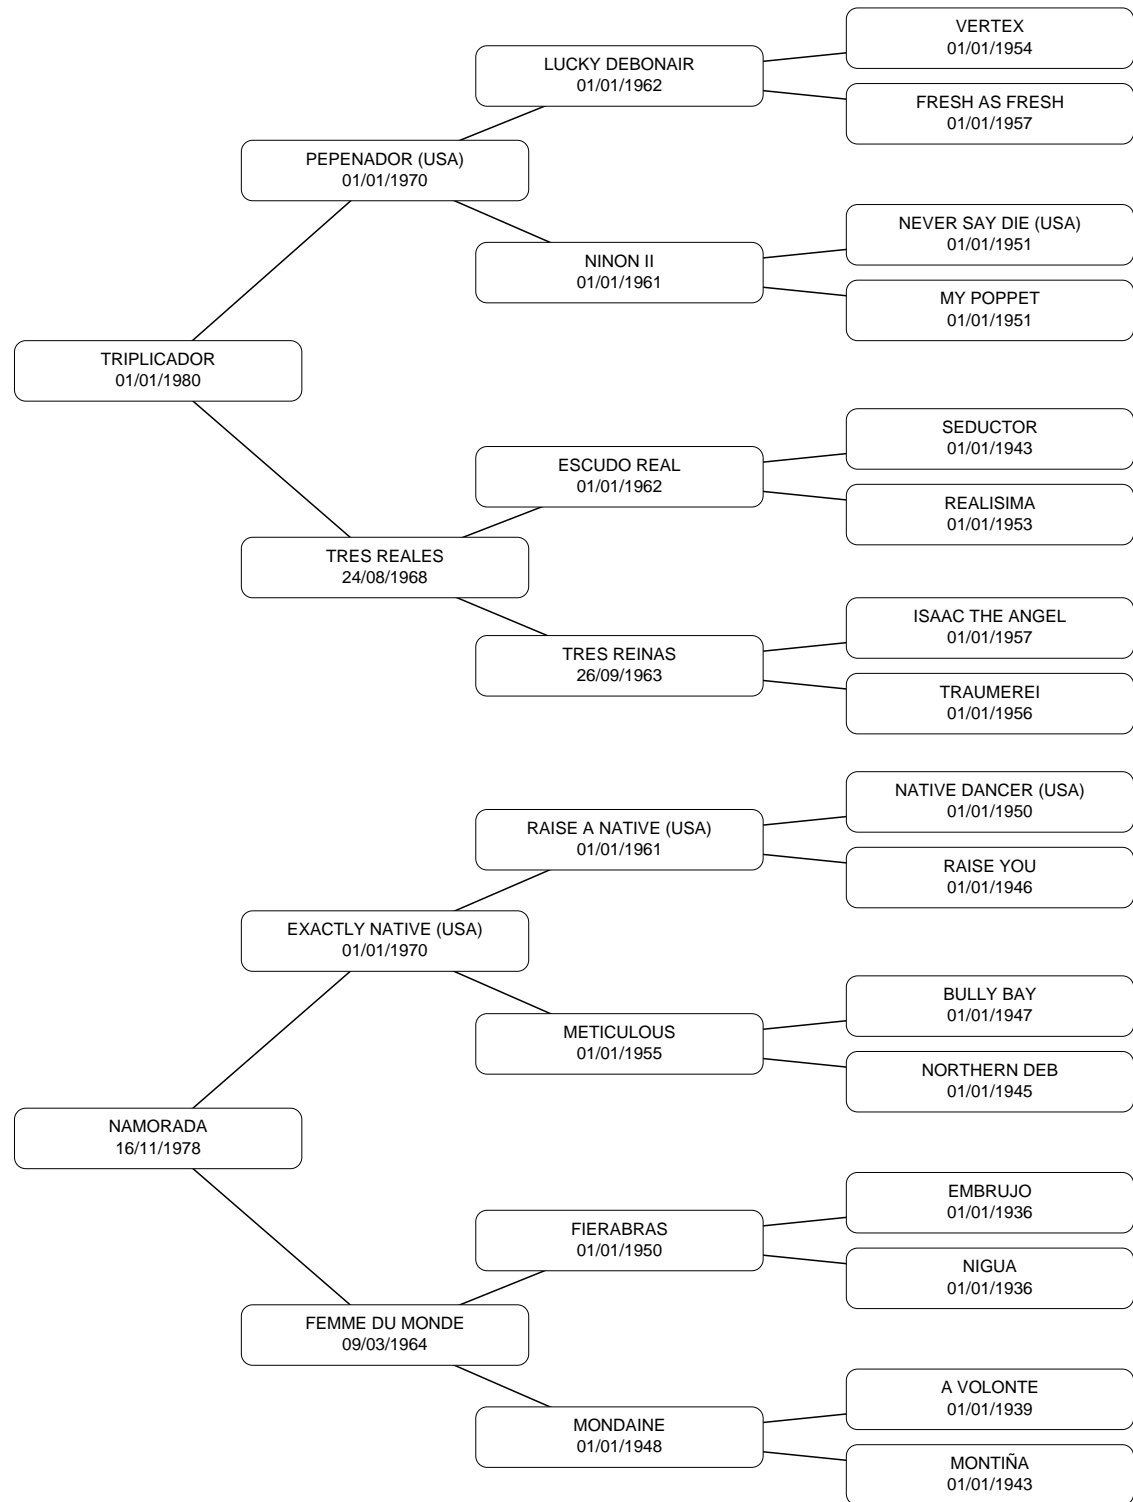 VERTEX
01/01/1954
LUCKY DEBONAIR
01/01/1962
FRESH AS FRESH
01/01/1957
PEPENADOR (USA)
01/01/1970
NEVER SAY DIE (USA)
01/01/1951
NINON II
01/01/1961
MY POPPET
01/01/1951
TRIPLICADOR
01/01/1980
SEDUCTOR
01/01/1943
ESCUDO REAL
01/01/1962
REALISIMA
01/01/1953
TRES REALES
24/08/1968
ISAAC THE ANGEL
01/01/1957
TRES REINAS
26/09/1963
TRAUMEREI
01/01/1956
NATIVE DANCER (USA)
01/01/1950
RAISE A NATIVE (USA)
01/01/1961
RAISE YOU
01/01/1946
EXACTLY NATIVE (USA)
01/01/1970
BULLY BAY
01/01/1947
METICULOUS
01/01/1955
NORTHERN DEB
01/01/1945
NAMORADA
16/11/1978
EMBRUJO
01/01/1936
FIERABRAS
01/01/1950
NIGUA
01/01/1936
FEMME DU MONDE
09/03/1964
A VOLONTE
01/01/1939
MONDAINE
01/01/1948
MONTIÑA
01/01/1943